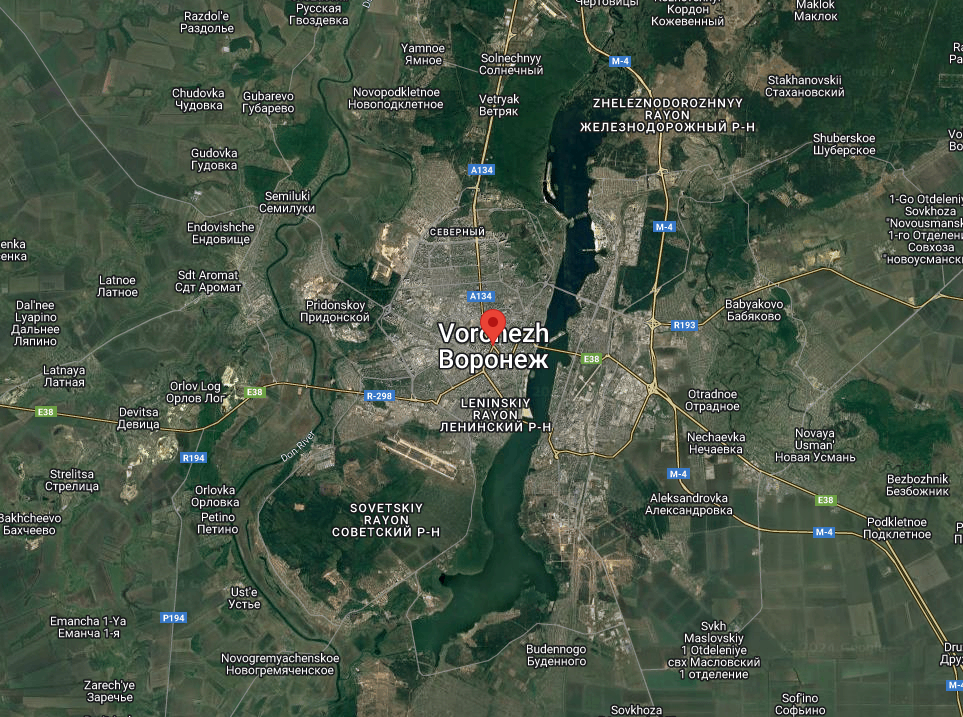 Razdol'e
Раздолье
Русская
Гвоздевка
Чертовицы
Кордон
Кожевенный
Maklok
Маклок
Yamnoe
Ямное
Solnechnyy
Солнечный
M-4
Stakhanovskii
Стахановский
Chudovka
Чудовка
Gubarevo
Губарево
Novopodkletnoe
Новоподклетное
Vetryak
Ветряк
ZHELEZNODOROZHNYY
RAYON
ЖЕЛЕЗНОДОРОЖНЫЙ Р-Н
Shuberskoe
Шуберское
Gudovka
Гудовка
A134
Semiluki
Семилуки
1-Go Otdeleniy
Sovkhoza
"Novousmansk
1-го Отделени
Совхоза
"новоусмански
Endovishche
Ендовище
СЕВЕРНЫЙ
M-4
Latnoe
Латное
Sdt Aromat
Сдт Аромат
A134
Dal'nee
Lyapino
Дальнее
Ляпино
Pridonskoy
Придонской
Babyakovo
Бабяково
R193
Voronezh
Воронеж
E38
Latnaya
Латная
Orlov Log
Орлов Лог
E38
R-298
E38
Devitsa
Девица
LENINSKIY
RAYON
ЛЕНИНСКИЙ Р-Н
Otradnoe
Отрадное
Nechaevka
Нечаевка
Novaya
Usman'
Новая Усмань
Don River
R194
M-4
Strelitsa
Стрелица
Orlovka
Орловка
Bezbozhnik
Безбожник
Aleksandrovka
Александровка
E38
Bakhcheevo
Бахчеево
Petino
Петино
SOVETSKIY
RAYON
СОВЕТСКИЙ Р-Н
M-4
Podkletnoe
Подклетное
Ust'e
Устье
P194
Emancha 1-Ya
Еманча 1-я
Svkh
Maslovskiy
1 Otdeleniye
свх Масловский
1 отделение
Budennogo
Буденного
Novogremyachenskoe
Новогремяченское
Zarech'ye
Заречье
M-4
Sof'ino
Софьино
Sovkhoza